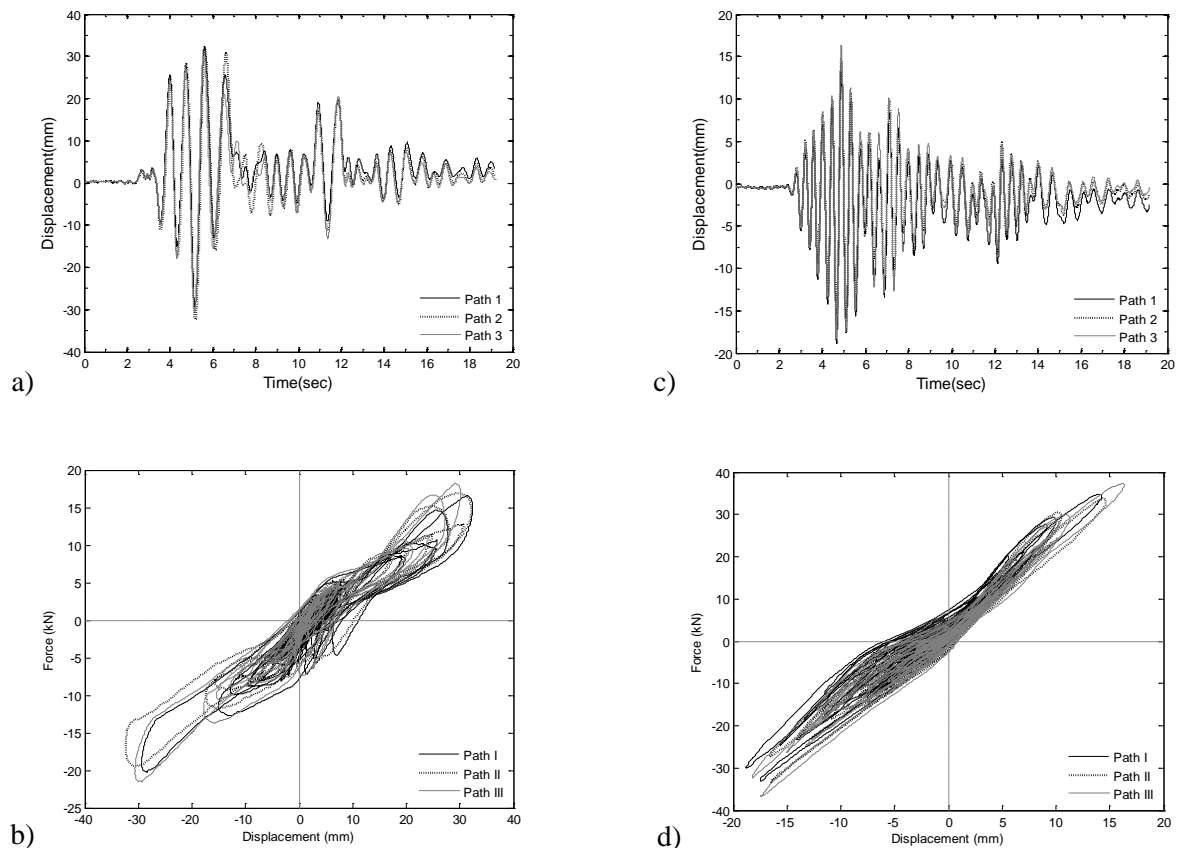 40
30
20
10
0
-10
-20
-30
-40
Displacement(mm)
0 2 4 6 8 10 12 14 16 18 20
Time(sec)
Path 1
Path 2
Path 3
a)
20
15
10
5
0
-5
-10
-15
-20
Displacement(mm)
0 2 4 6 8 10 12 14 16 18 20
Time(sec)
Path 1
Path 2
Path 3
c)
20
15
10
5
0
-5
-10
-15
-20
-25
Force (kN)
-40 -30 -20 -10 0 10 20 30 40
Displacement (mm)
Path I
Path II
Path III
b)
40
30
20
10
0
-10
-20
-30
-40
Force (kN)
-20 -15 -10 -5 0 5 10 15 20
Displacement (mm)
Path I
Path II
Path III
d)